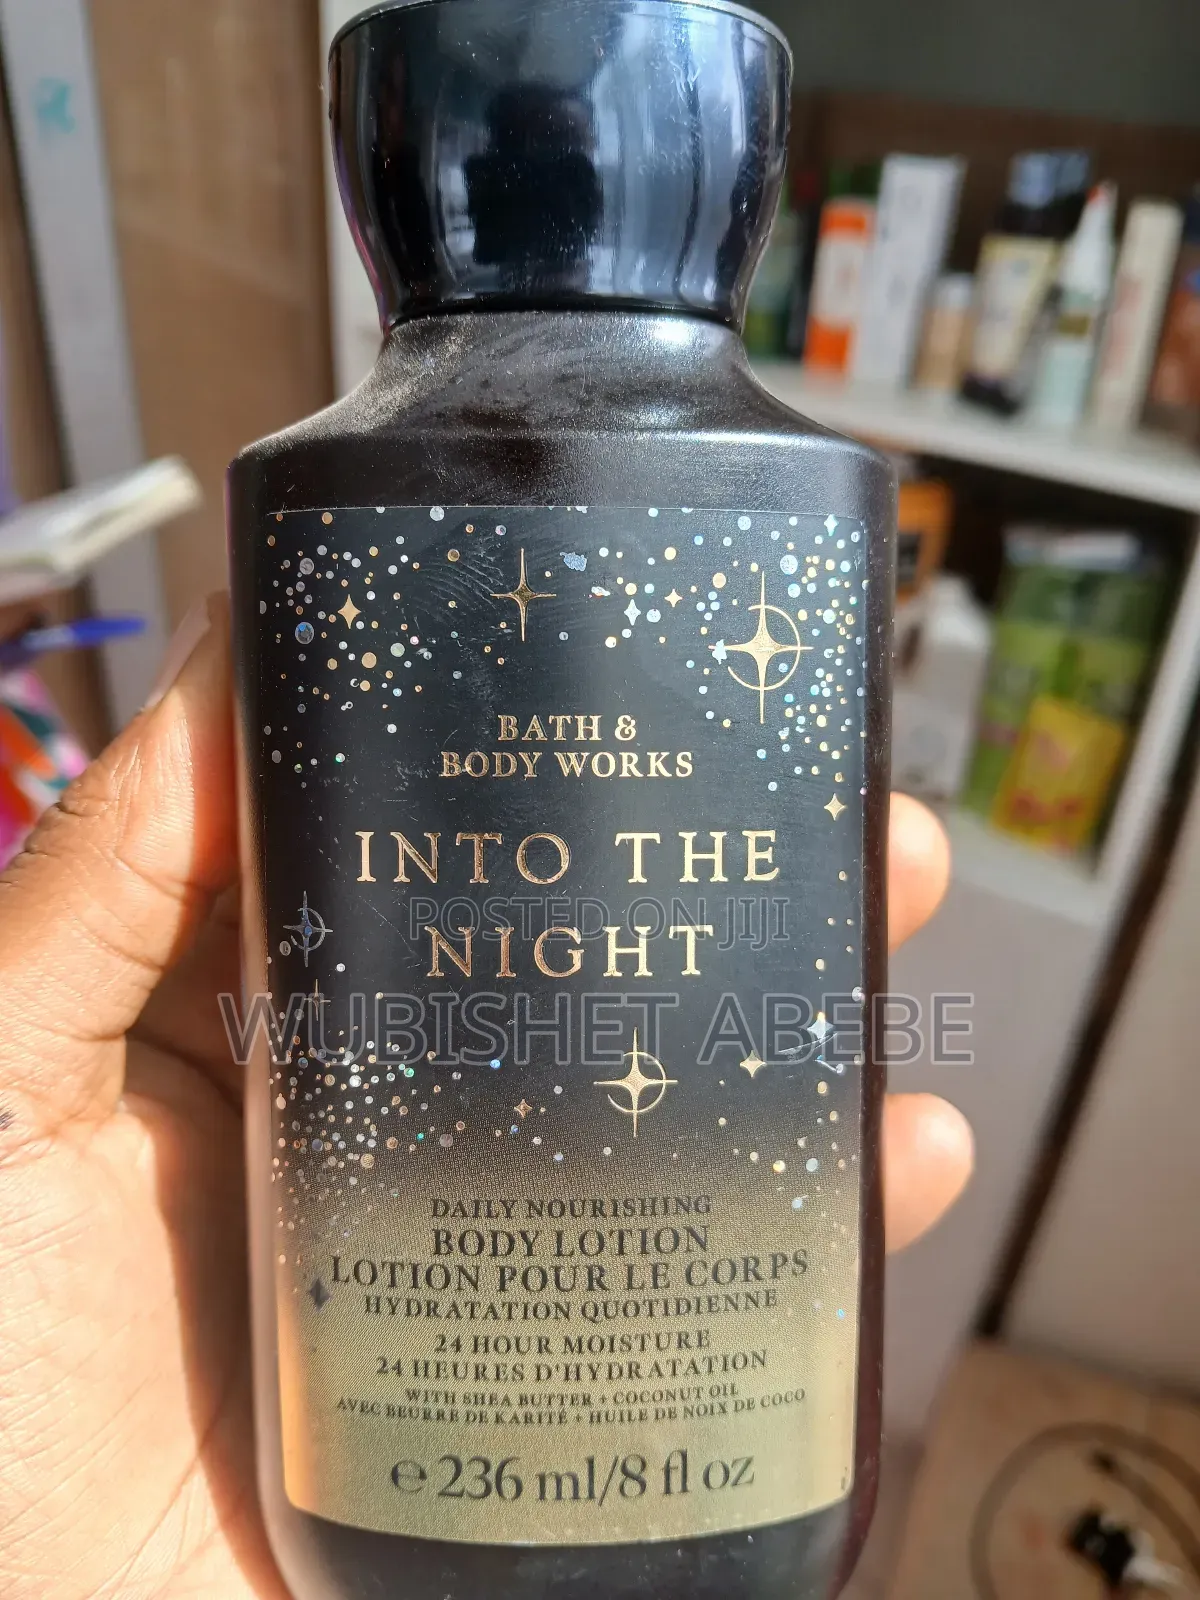 BATH &
BODY WORKS
INTO THE
POSTED ON JIJI
NIGHT
WUBISHET ABEBE
DAILY NOURISHING
BODY LOTION
LOTION POUR LE CORPS
HYDRATATION QUOTIDIENNE
24 HOUR MOISTURE
24 HEURES D'HYDRATATION
WITH SHEA BUTTER + COCONUT OIL
AVEC BEURRE DE KARITÉ + HUILE DE NOIX DE COCO
℮ 236 ml/8 fl oz